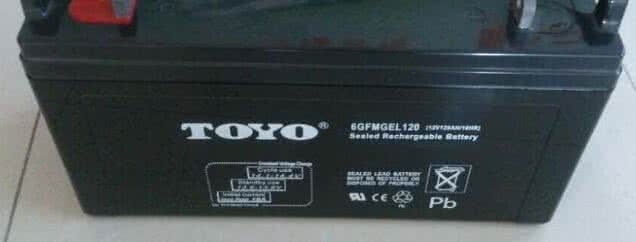 TOYO®
6GFMGEL120 (12V120AH/10HR)
Sealed Rechargeable Battery
Constant Voltage Charge
Cycle use
Standby use
Initial current
SEALED LEAD BATTERY
MUST BE RECYCLED OR
DISPOSED OF PROPERLY
CE
Pb